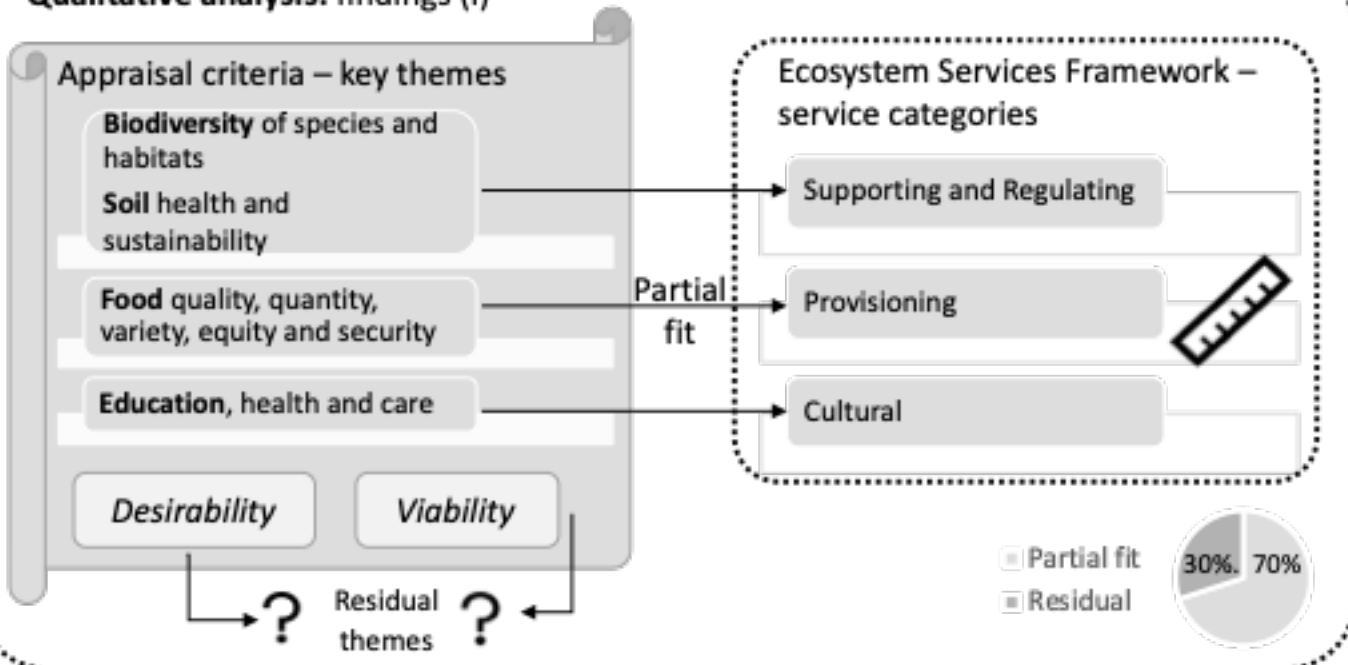 Qualitative analysis: findings (i)
Appraisal criteria – key themes
Biodiversity of species and
habitats
Soil health and
sustainability
Food quality, quantity,
variety, equity and security
Education, health and care
Desirability
Viability
? Residual ?
themes
Partial
fit
Ecosystem Services Framework –
service categories
Supporting and Regulating
Provisioning
Cultural
Partial fit
Residual
30%. 70%